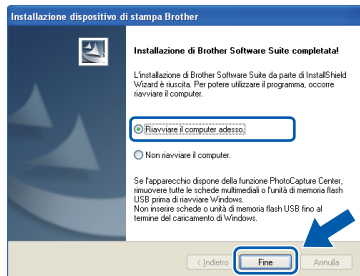 Installazione dispositivo di stampa Brother
Installazione di Brother Software Suite completata!
L'installazione di Brother Software Suite da parte di InstallShield
Wizard è riuscita. Per potere utilizzare il programma, occorre
riavviare il computer.
Riavviare il computer adesso.
Non riavviare il computer.
Se l'apparecchio dispone della funzione PhotoCapture Center,
rimuovere tutte le schede multimediali o l'unità di memoria flash
USB prima di riavviare Windows.
Non inserire schede o unità di memoria flash USB fino al
termine del caricamento di Windows.
< Indietro
Fine
Annulla